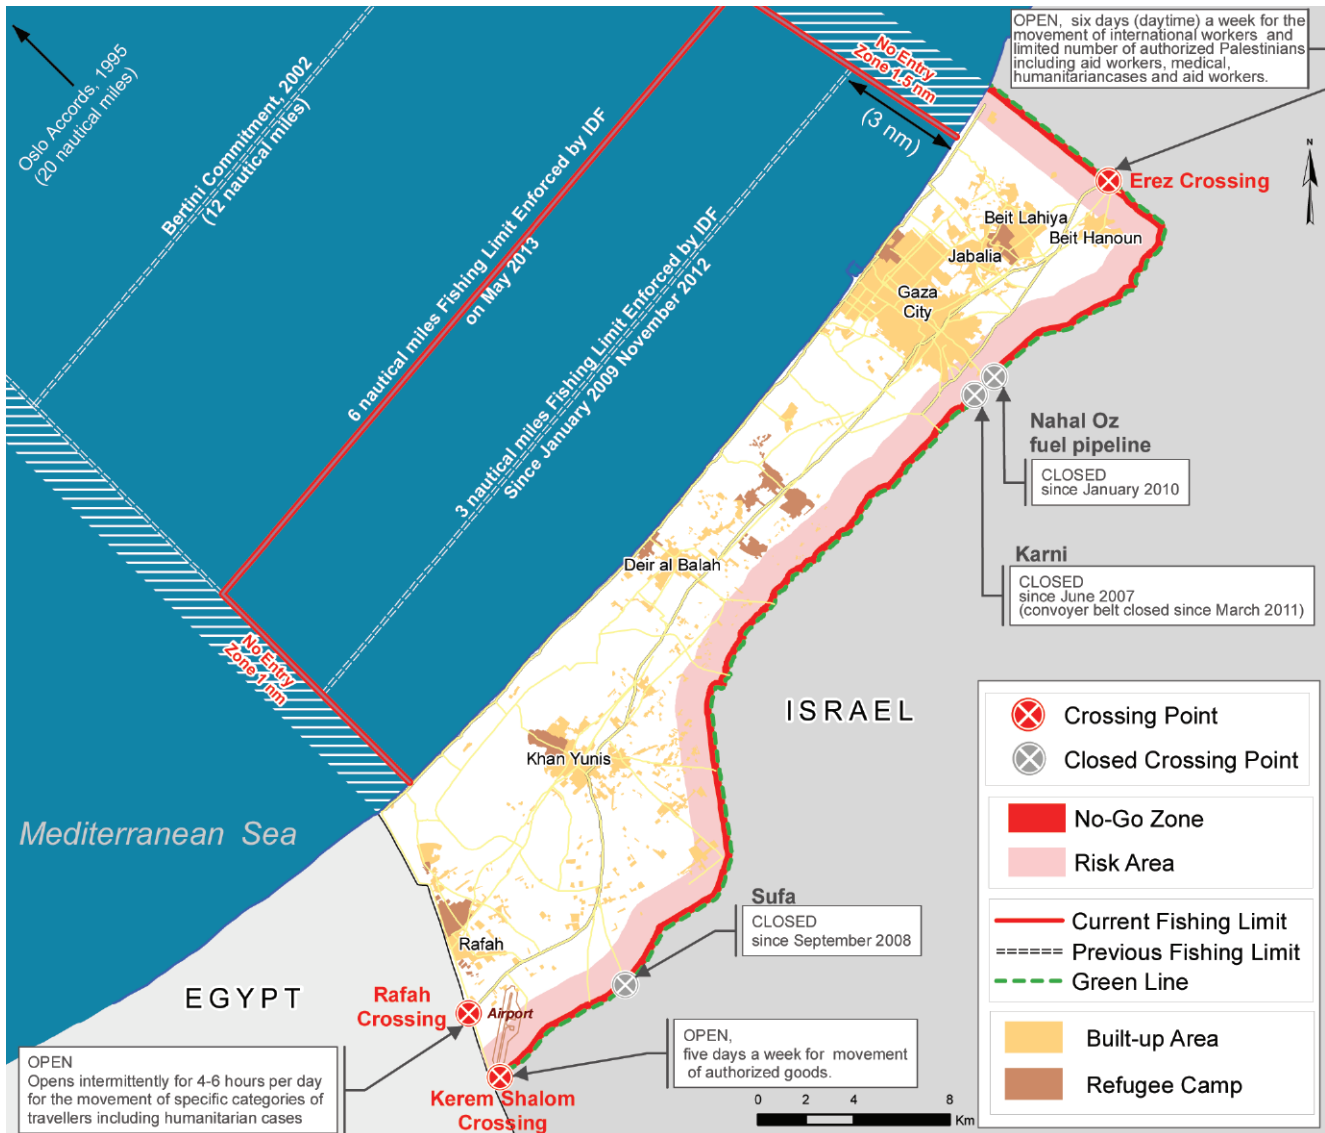 OPEN, six days (daytime) a week for the
movement of international workers and
limited number of authorized Palestinians
including aid workers, medical,
humanitariancases and aid workers.
Oslo Accords, 1995
(20 nautical miles)
Bertini Commitment, 2002
(12 nautical miles)
6 nautical miles Fishing Limit Enforced by IDF
on May 2013
3 nautical miles Fishing Limit Enforced by IDF
Since January 2009 November 2012
No Entry
Zone 1.5 nm
(3 nm)
N
Erez Crossing
Beit Lahiya
Beit Hanoun
Jabalia
Gaza
City
Nahal Oz
fuel pipeline
CLOSED
since January 2010
Karni
CLOSED
since June 2007
(convoyer belt closed since March 2011)
Deir al Balah
No Entry
Zone 1 nm
ISRAEL
Khan Yunis
Mediterranean Sea
Sufa
CLOSED
since September 2008
Rafah
EGYPT
Rafah
Crossing
Airport
OPEN
Opens intermittently for 4-6 hours per day
for the movement of specific categories of
travellers including humanitarian cases
OPEN,
five days a week for movement
of authorized goods.
Kerem Shalom
Crossing
Crossing Point
Closed Crossing Point
No-Go Zone
Risk Area
Current Fishing Limit
Previous Fishing Limit
Green Line
Built-up Area
Refugee Camp
0 2 4 8
Km